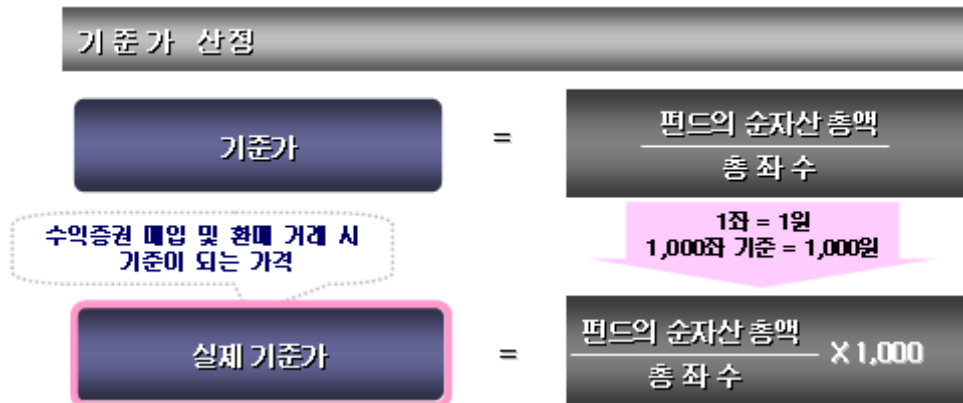 기준가 산정
기준가
=
펀드의 순자산 총액
총 좌 수
수익증권 매입 및 환매 거래 시
기준이 되는 가격
1좌 = 1원
1,000좌 기준 = 1,000원
실제 기준가
=
펀드의 순자산 총액
총 좌 수
X 1,000